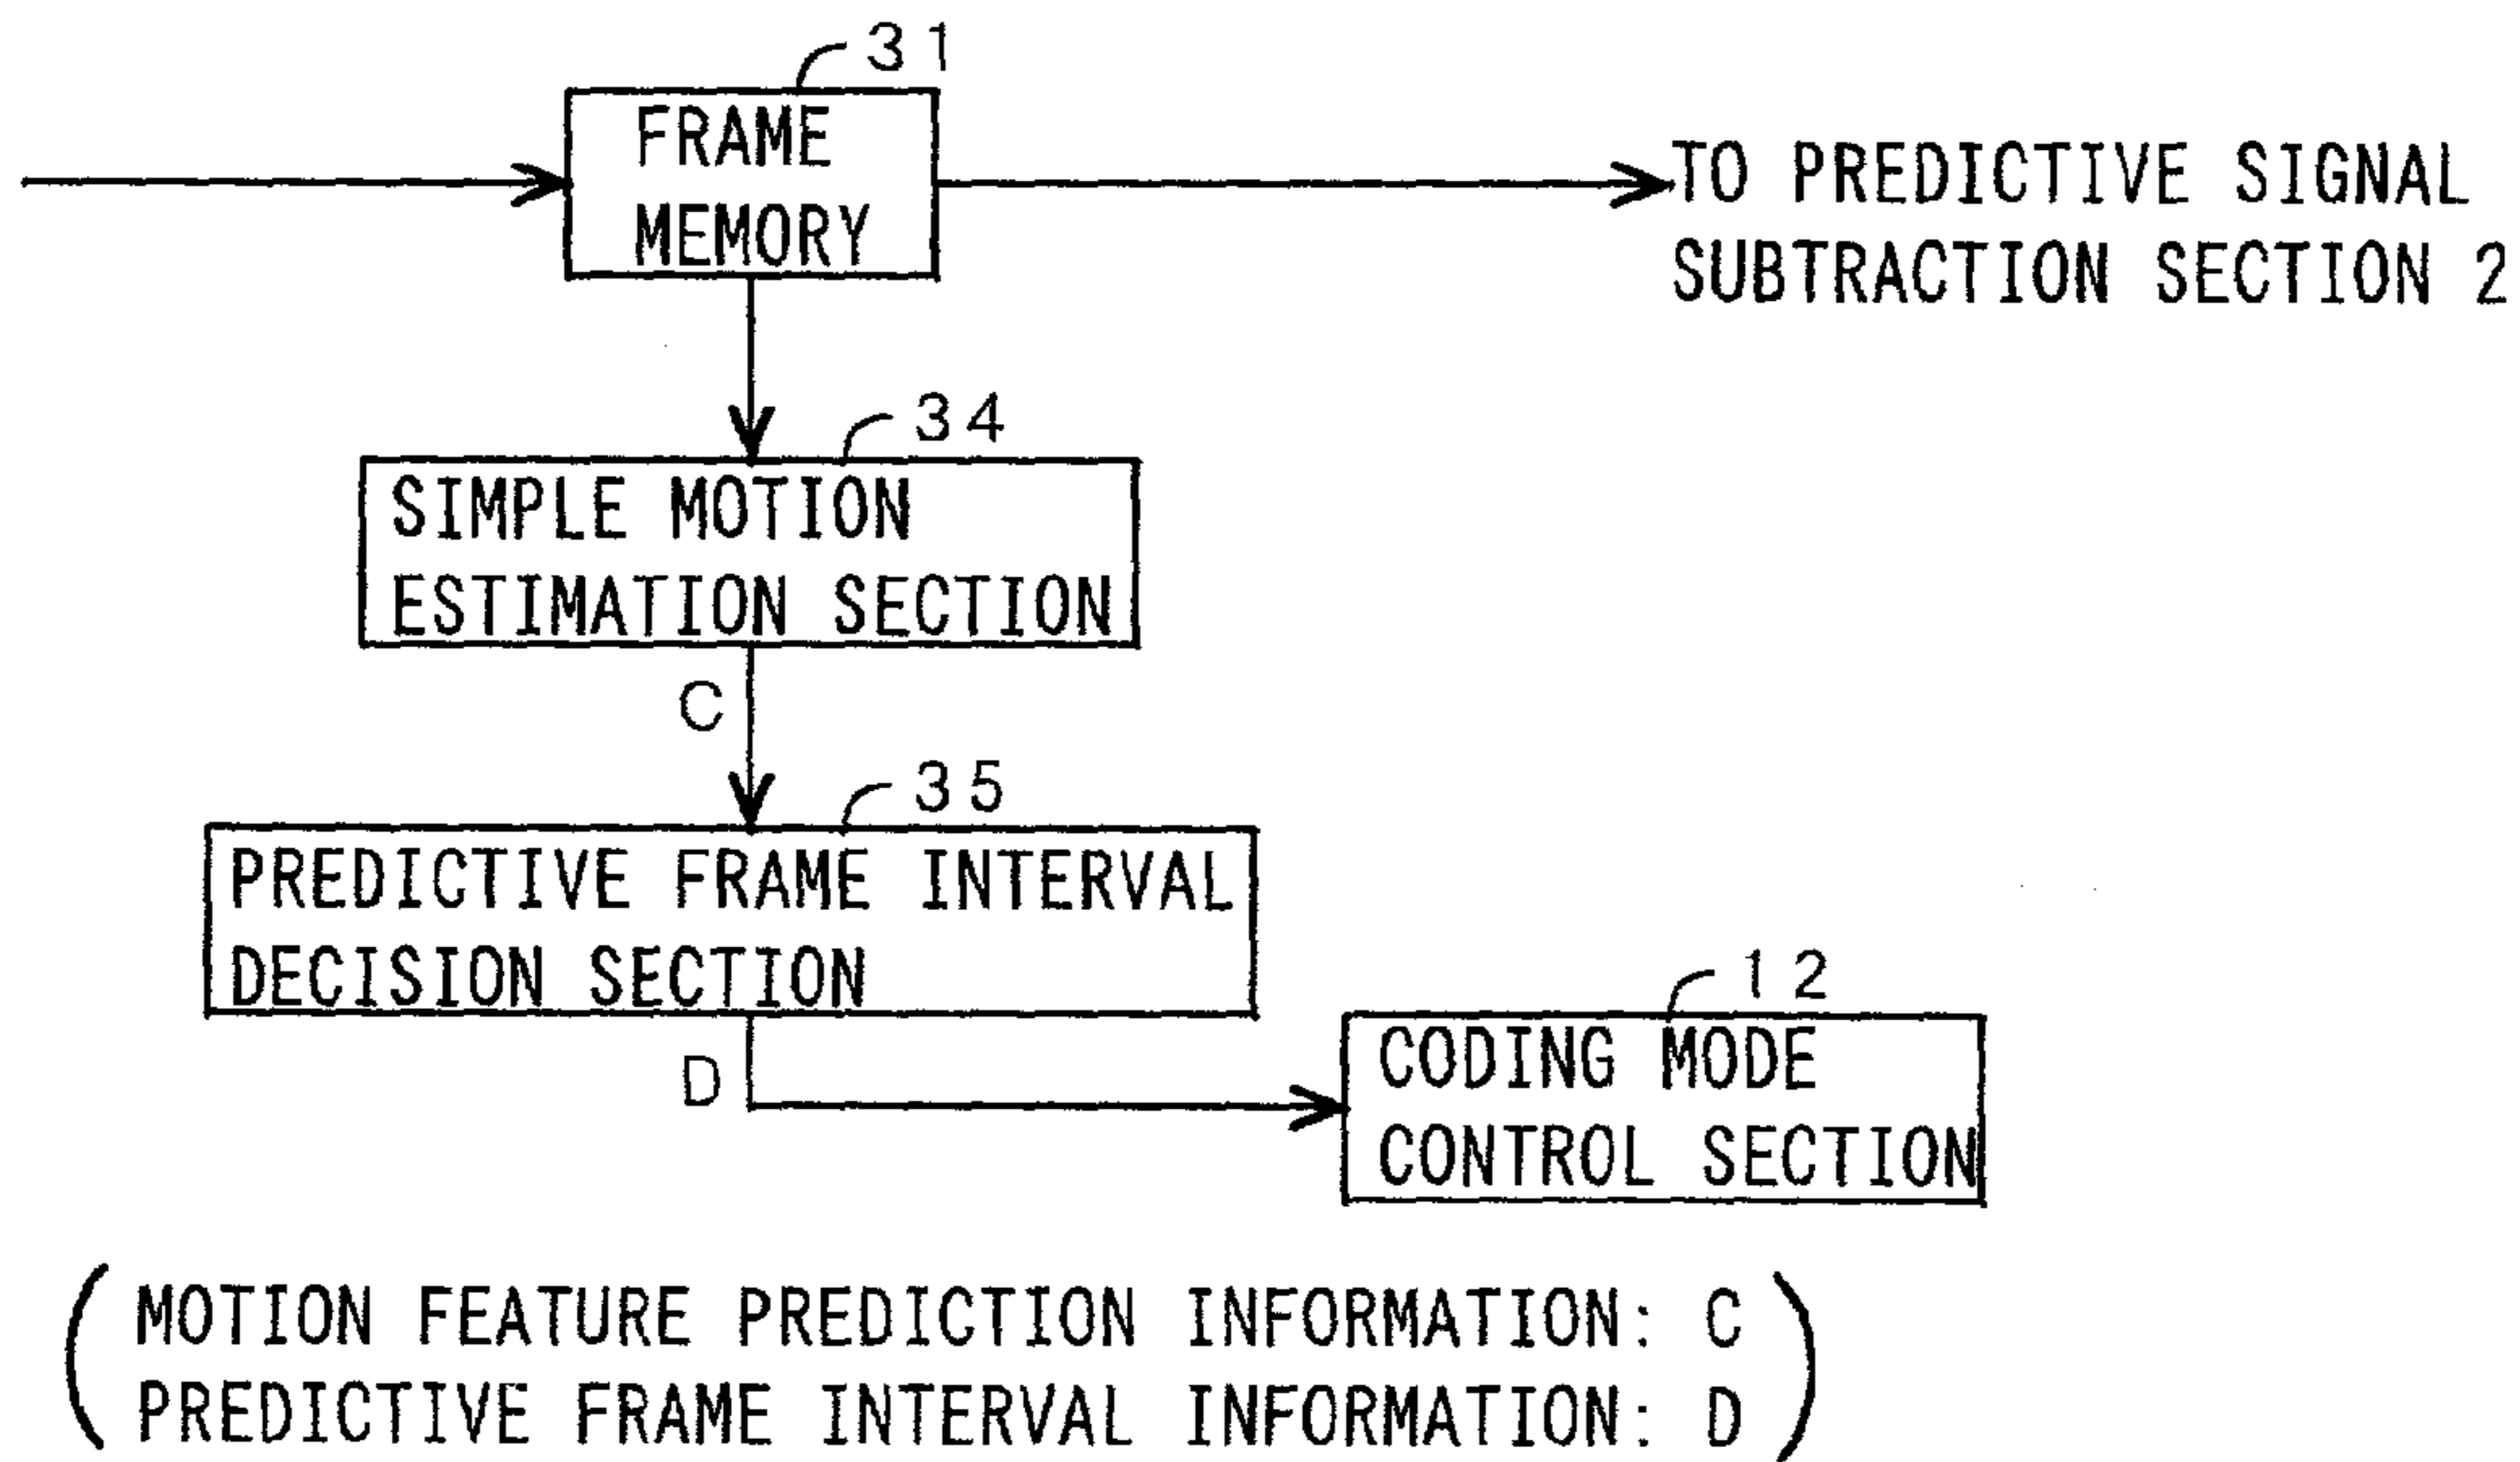 31
FRAME
MEMORY
TO PREDICTIVE SIGNAL
SUBTRACTION SECTION 2
34
SIMPLE MOTION
ESTIMATION SECTION
C
35
PREDICTIVE FRAME INTERVAL
DECISION SECTION
D
12
CODING MODE
CONTROL SECTION
MOTION FEATURE PREDICTION INFORMATION: C
PREDICTIVE FRAME INTERVAL INFORMATION: D